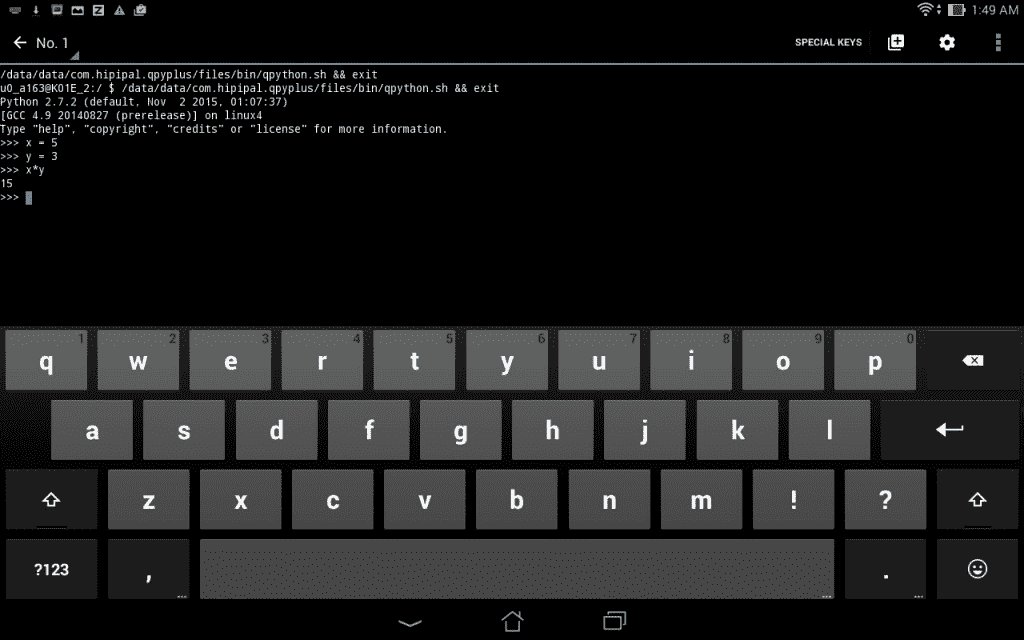 1:49 AM
No. 1
SPECIAL KEYS
/data/data/com.hipipal.qpyplus/files/bin/qpython.sh && exit
u0_a163@K01E_2:/ $ /data/data/com.hipipal.qpyplus/files/bin/qpython.sh && exit
Python 2.7.2 (default, Nov  2 2015, 01:07:37)
[GCC 4.9 20140827 (prerelease)] on linux4
Type "help", "copyright", "credits" or "license" for more information.
>>> x = 5
>>> y = 3
>>> x*y
15
>>>
1 2 3 4 5 6 7 8 9 0
q w e r t y u i o p
a s d f g h j k l
z x c v b n m ! ?
?123 , .